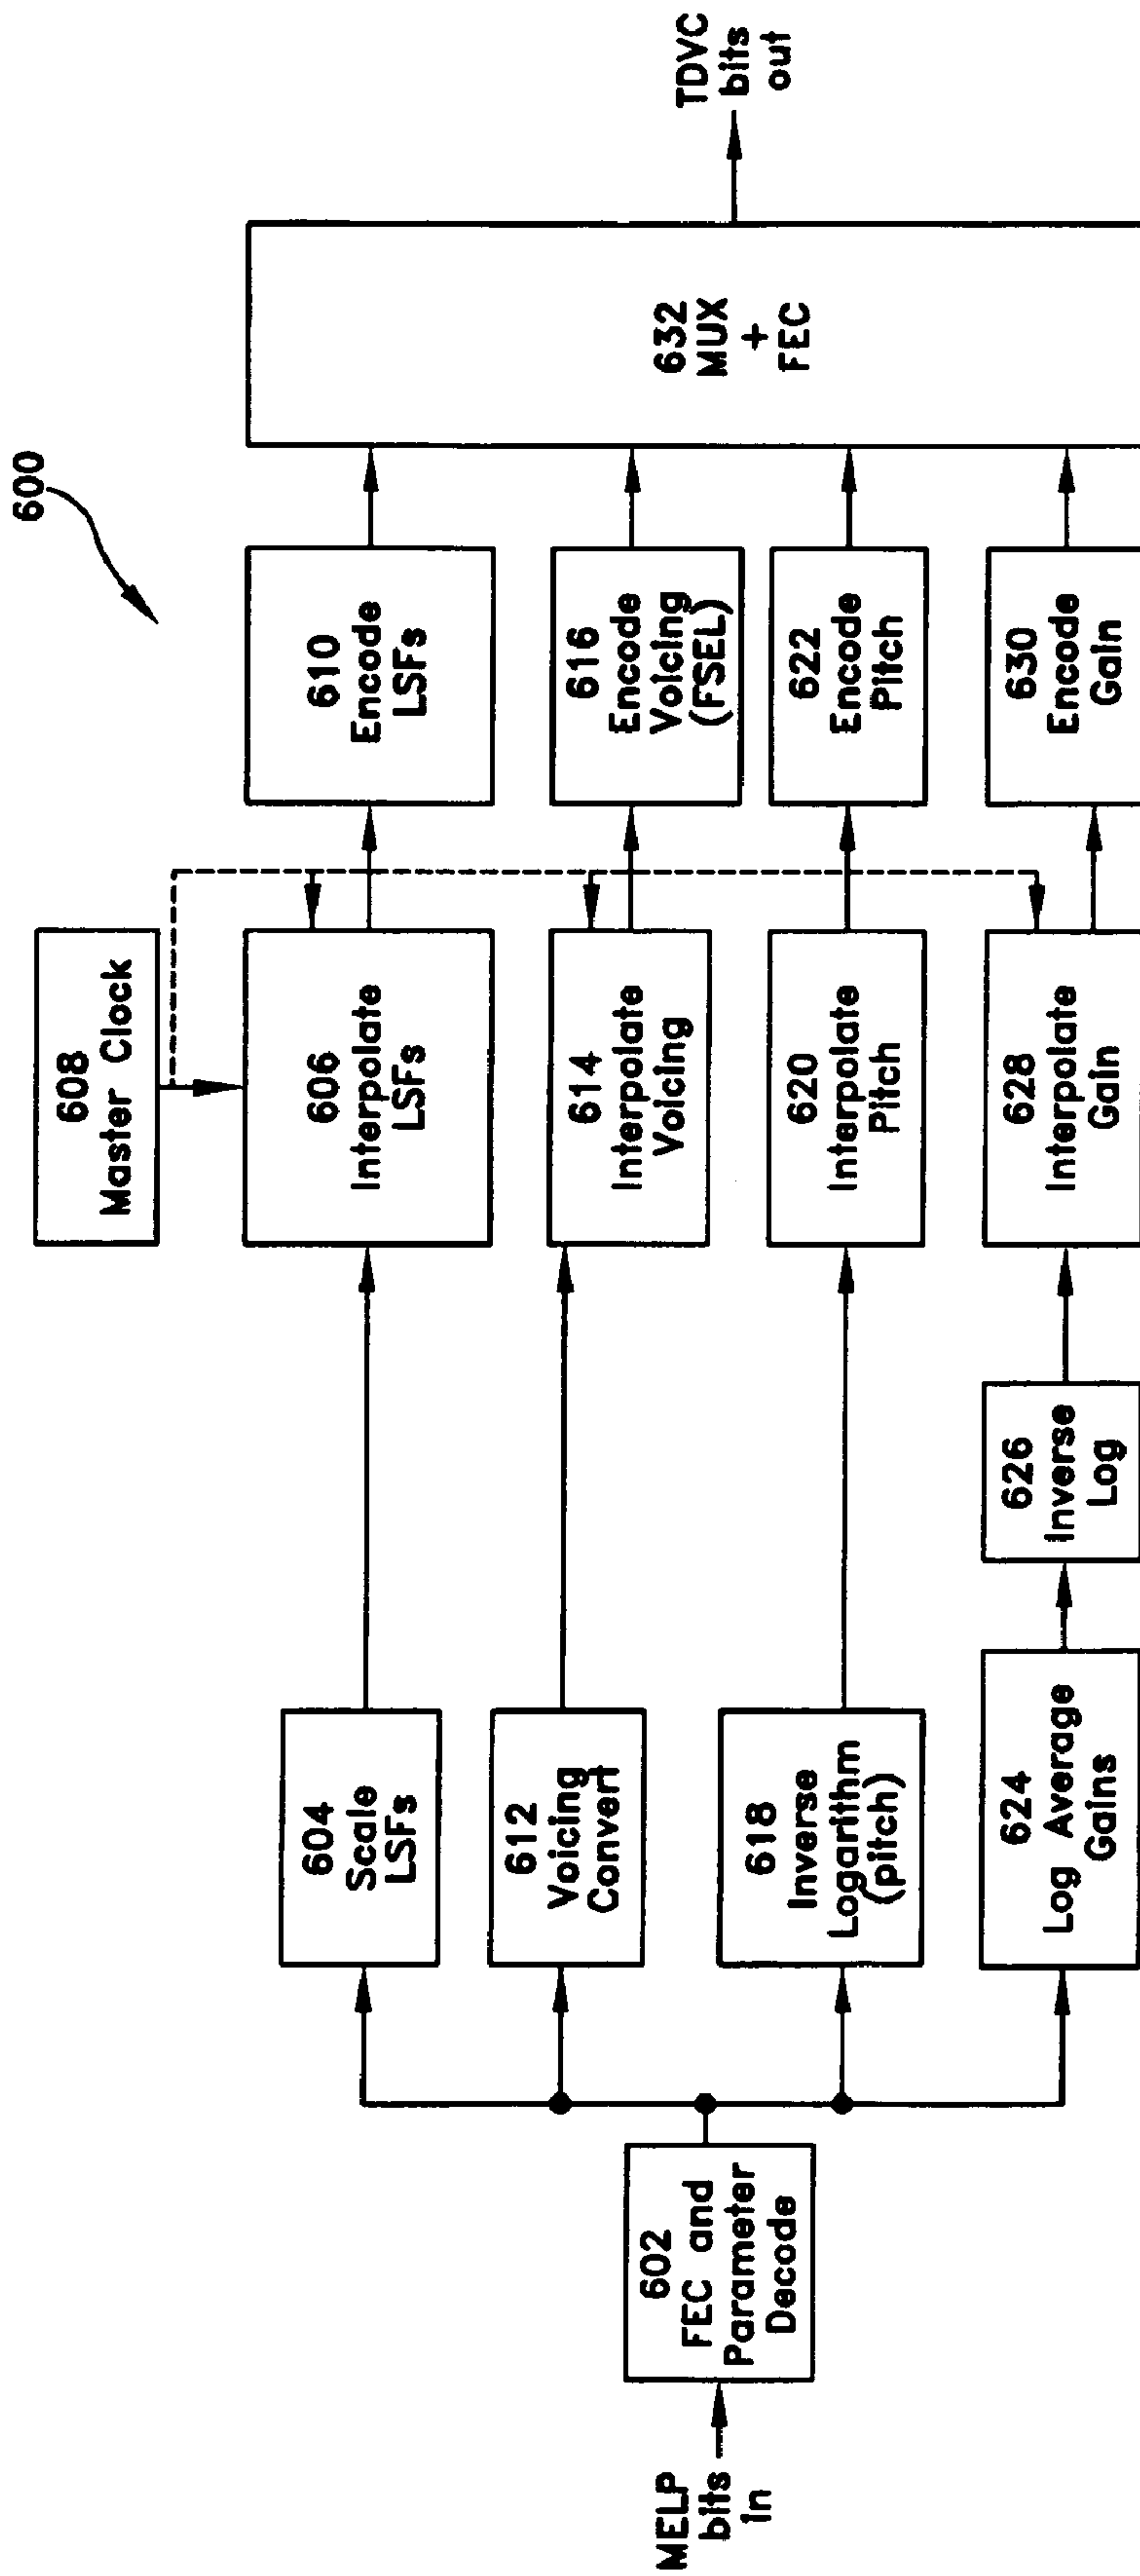 600
MELP
bits
in
602
FEC and
Parameter
Decode
604
Scale
LSFs
608
Master Clock
606
Interpolate
LSFs
610
Encode
LSFs
612
Voicing
Convert
614
Interpolate
Voicing
616
Encode
Voicing
(FSEL)
618
Inverse
Logarithm
(pitch)
620
Interpolate
Pitch
622
Encode
Pitch
624
Log Average
Gains
626
Inverse
Log
628
Interpolate
Gain
630
Encode
Gain
632
MUX
+
FEC
TDVC
bits
out